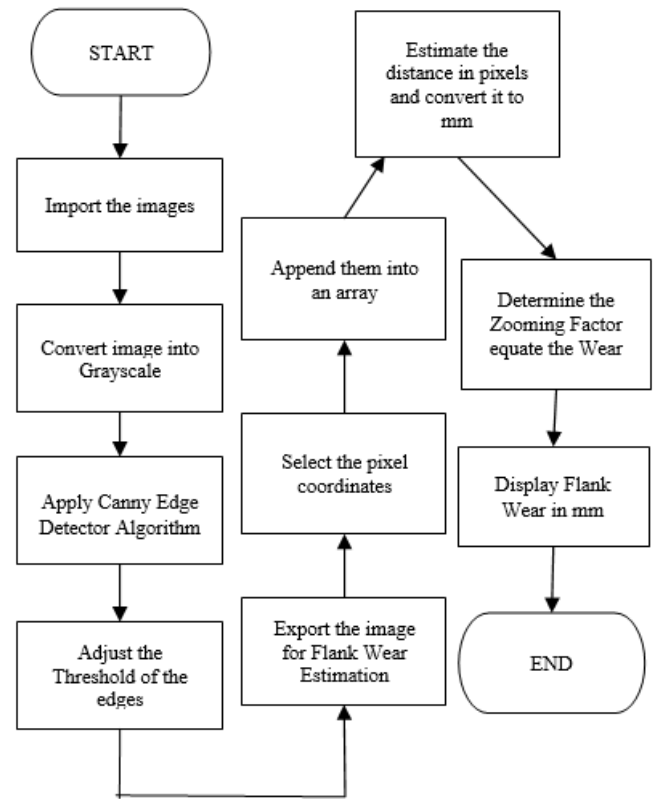 START
Import the images
Convert image into
Grayscale
Apply Canny Edge
Detector Algorithm
Adjust the
Threshold of the
edges
Export the image
for Flank Wear
Estimation
Select the pixel
coordinates
Append them into
an array
Estimate the
distance in pixels
and convert it to
mm
Determine the
Zooming Factor
equate the Wear
Display Flank
Wear in mm
END